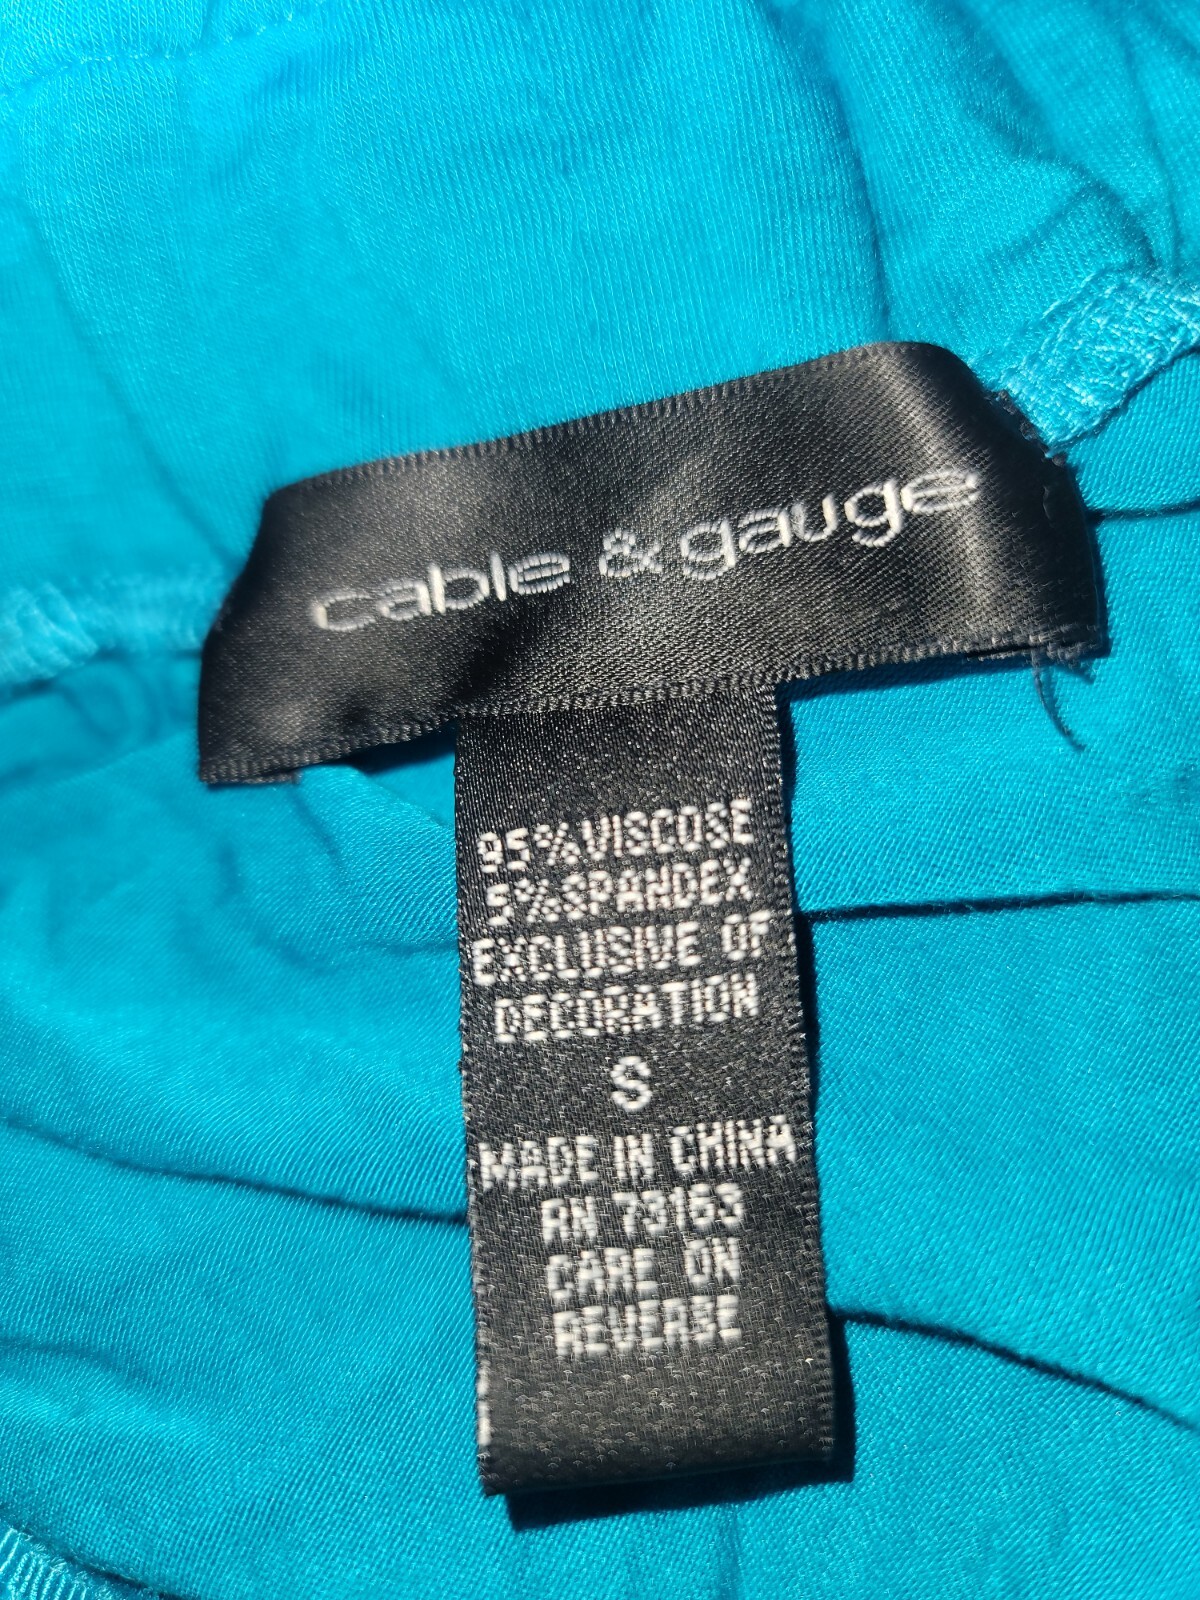 cable & gauge
95%VISCOSE
5%SPANDEX
EXCLUSIVE OF
DECORATION
S
MADE IN CHINA
RN 73163
CARE ON
REVERSE